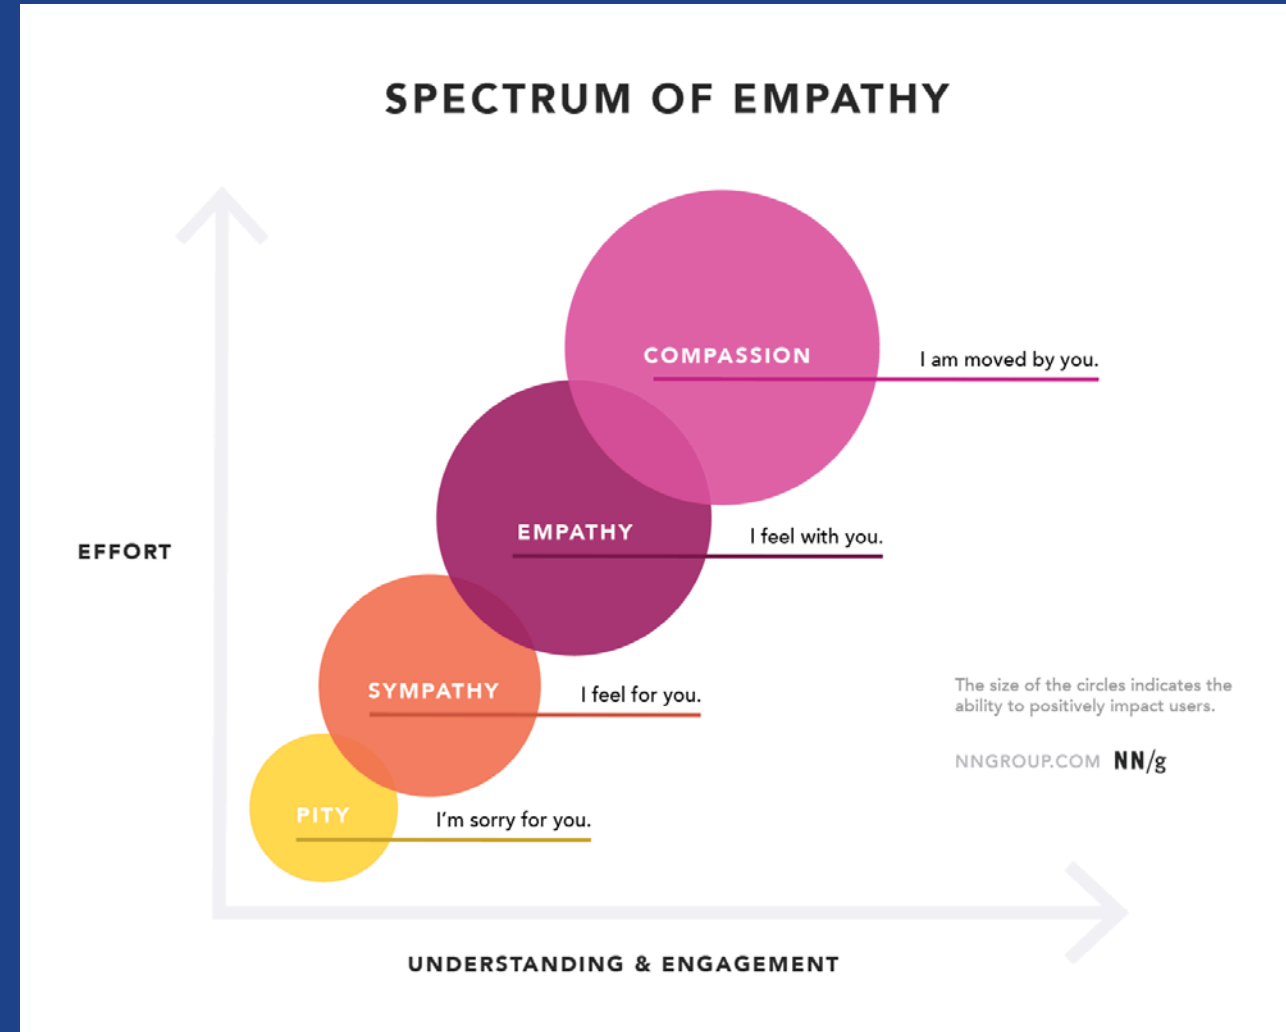 SPECTRUM OF EMPATHY
COMPASSION
I am moved by you.
EMPATHY
I feel with you.
EFFORT
SYMPATHY
I feel for you.
The size of the circles indicates the
ability to positively impact users.
NNGROUP.COM NN/g
PITY
I'm sorry for you.
UNDERSTANDING & ENGAGEMENT